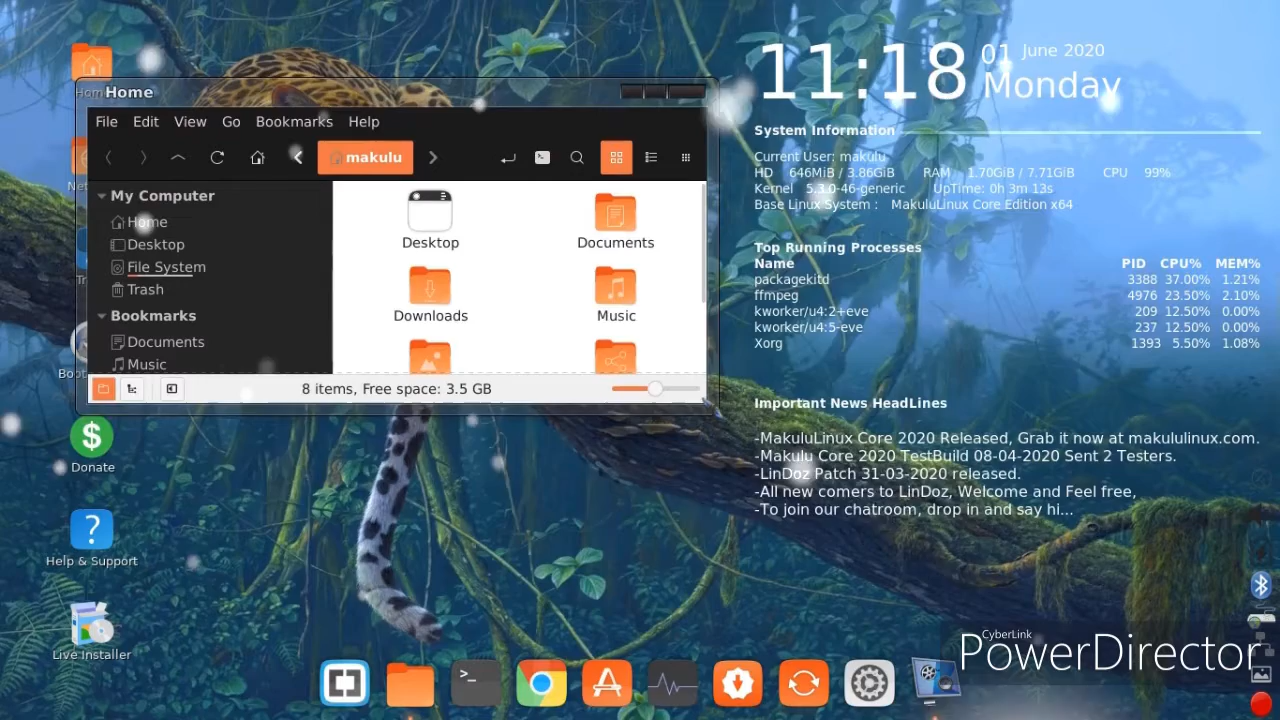 Home
Home
File Edit View Go Bookmarks Help
makulu
My Computer
Home
Desktop
File System
Trash
Bookmarks
Documents
Music
Desktop
Documents
Downloads
Music
8 items, Free space: 3.5 GB
Donate
Help & Support
Live Installer
11:18
01 June 2020
Monday
System Information
Current User: makulu
HD 646MiB / 3.86GiB RAM 1.70GiB / 7.71GiB CPU 99%
Kernel 5.3.0-46-generic UpTime: 0h 3m 13s
Base Linux System : MakuluLinux Core Edition x64
Top Running Processes
Name PID CPU% MEM%
packagekitd 3388 37.00% 1.21%
ffmpeg 4976 23.50% 2.10%
kworker/u4:2+eve 209 12.50% 0.00%
kworker/u4:5-eve 237 12.50% 0.00%
Xorg 1393 5.50% 1.08%
Important News HeadLines
-MakuluLinux Core 2020 Released, Grab it now at makululinux.com.
-Makulu Core 2020 TestBuild 08-04-2020 Sent 2 Testers.
-LinDoz Patch 31-03-2020 released.
-All new comers to LinDoz, Welcome and Feel free,
-To join our chatroom, drop in and say hi...
CyberLink
PowerDirector